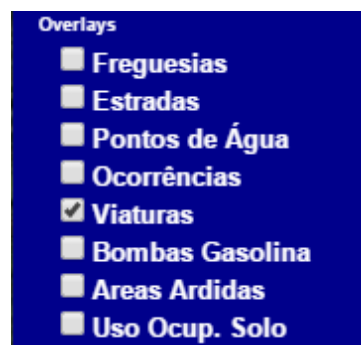 Overlays
Freguesias
Estradas
Pontos de Água
Ocorrências
Viaturas
Bombas Gasolina
Areas Ardidas
Uso Ocup. Solo